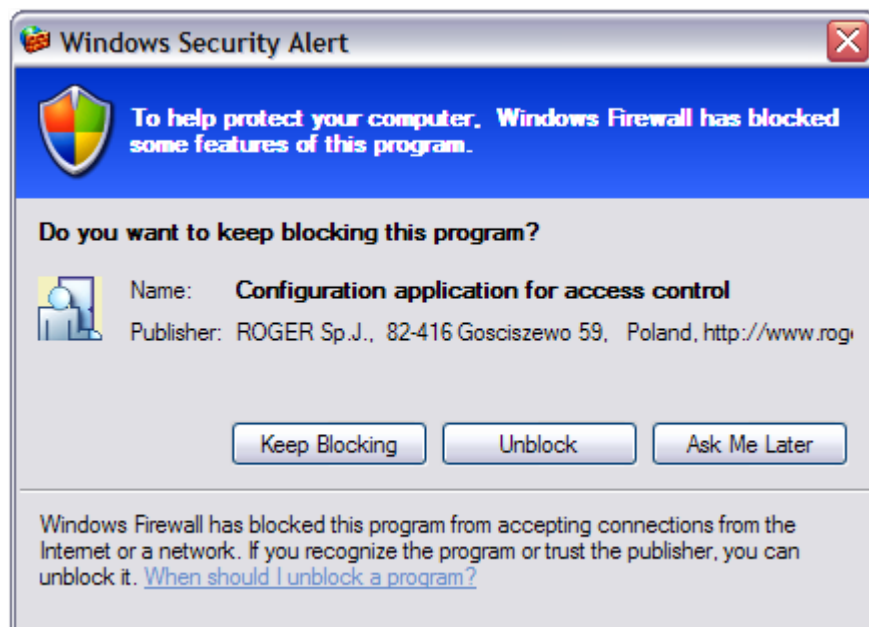 Windows Security Alert
To help protect your computer, Windows Firewall has blocked
some features of this program.
Do you want to keep blocking this program?
Name: Configuration application for access control
Publisher: ROGER Sp.J., 82-416 Gosciszewo 59, Poland, http://www.rog
Keep Blocking Unblock Ask Me Later
Windows Firewall has blocked this program from accepting connections from the
Internet or a network. If you recognize the program or trust the publisher, you can
unblock it. When should I unblock a program?